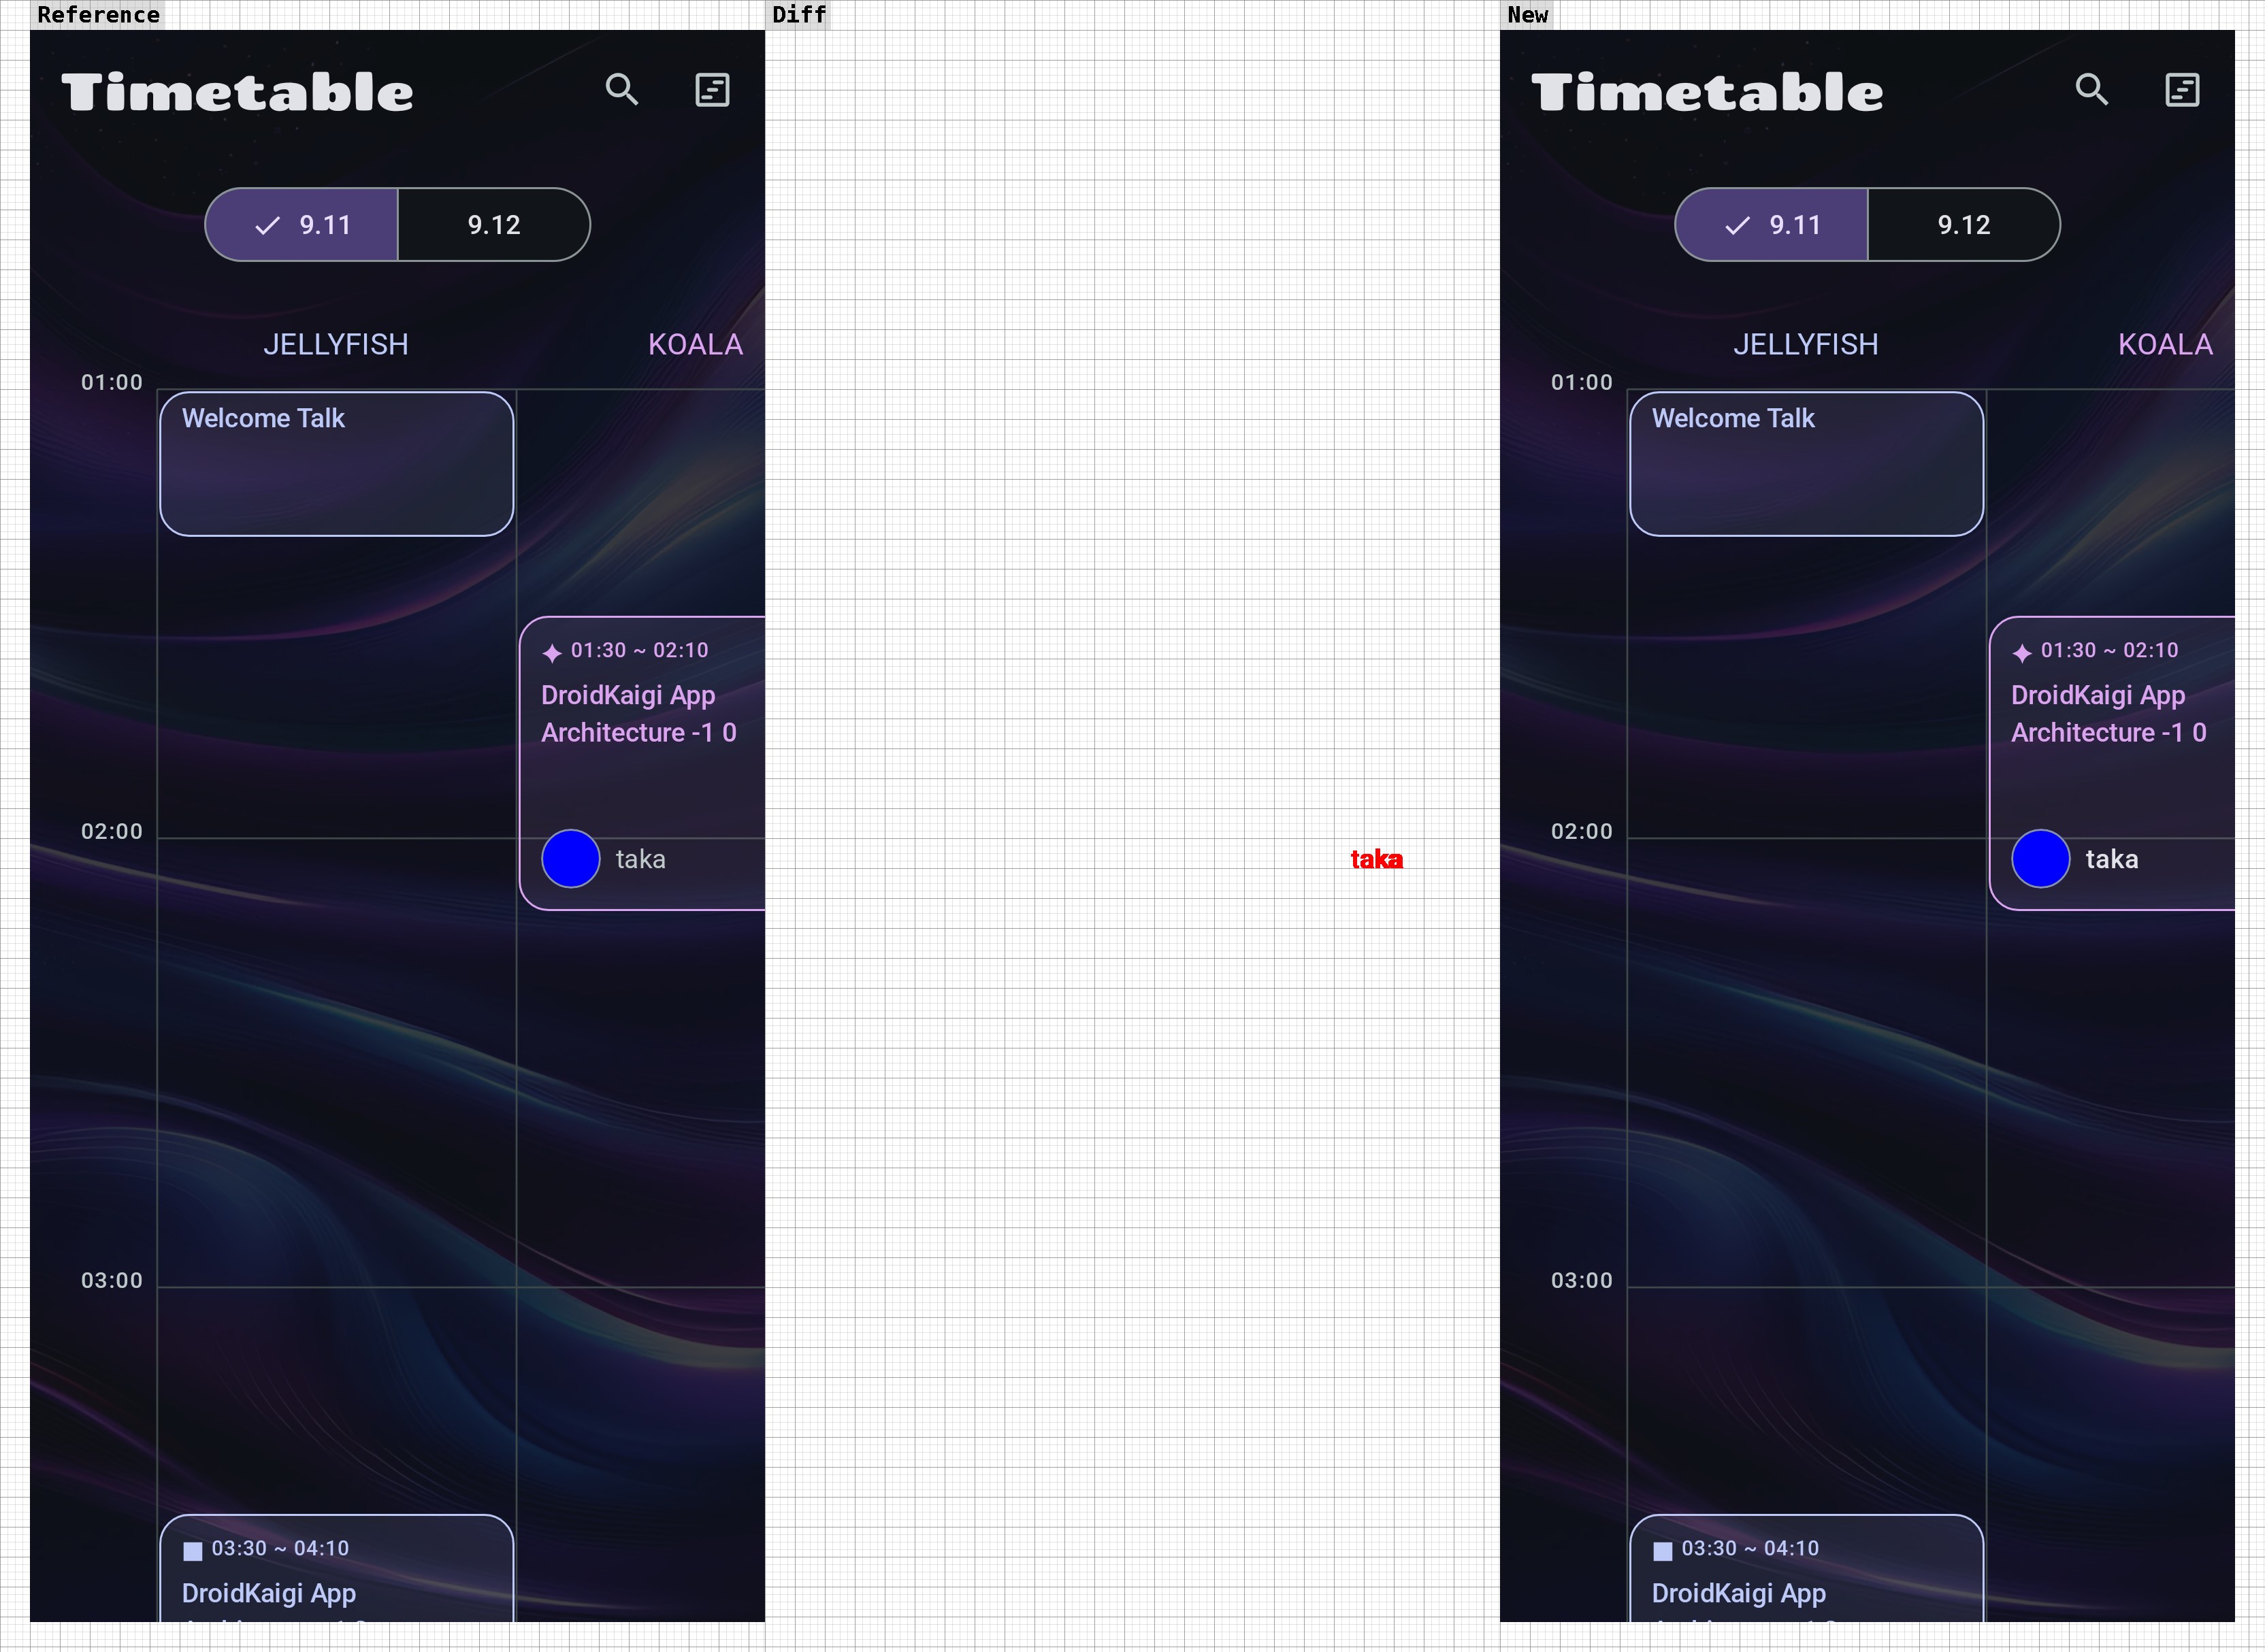 Reference
Diff
New
Timetable
9.11
9.12
JELLYFISH
KOALA
01:00
Welcome Talk
01:30 ~ 02:10
DroidKaigi App
Architecture -1 0
02:00
taka
03:00
03:30 ~ 04:10
DroidKaigi App
taka
Timetable
9.11
9.12
JELLYFISH
KOALA
01:00
Welcome Talk
01:30 ~ 02:10
DroidKaigi App
Architecture -1 0
02:00
taka
03:00
03:30 ~ 04:10
DroidKaigi App